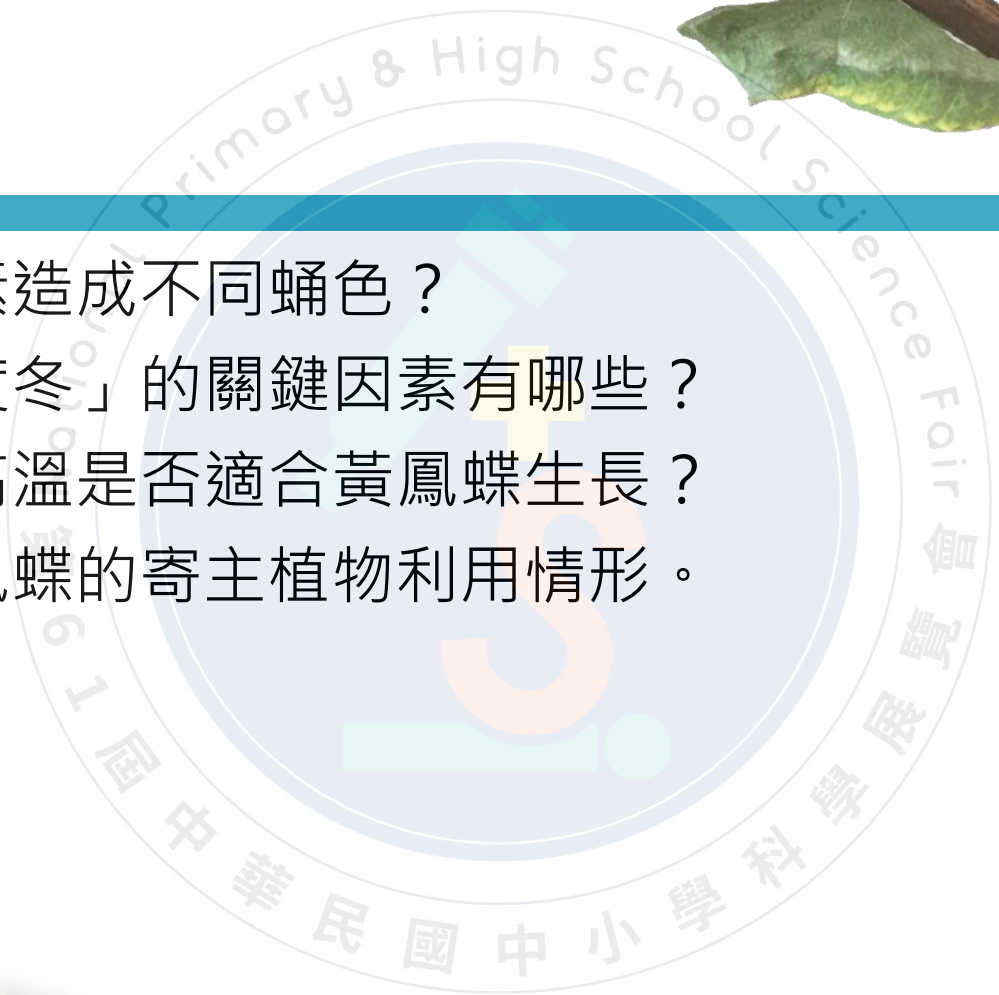 造成不同蛹色？
冬」的關鍵因素有哪些？
溫是否適合黃鳳蝶生長？
蝶的寄主植物利用情形。
National Primary & High School Science Fair
第61屆中華民國中小學科學展覽會